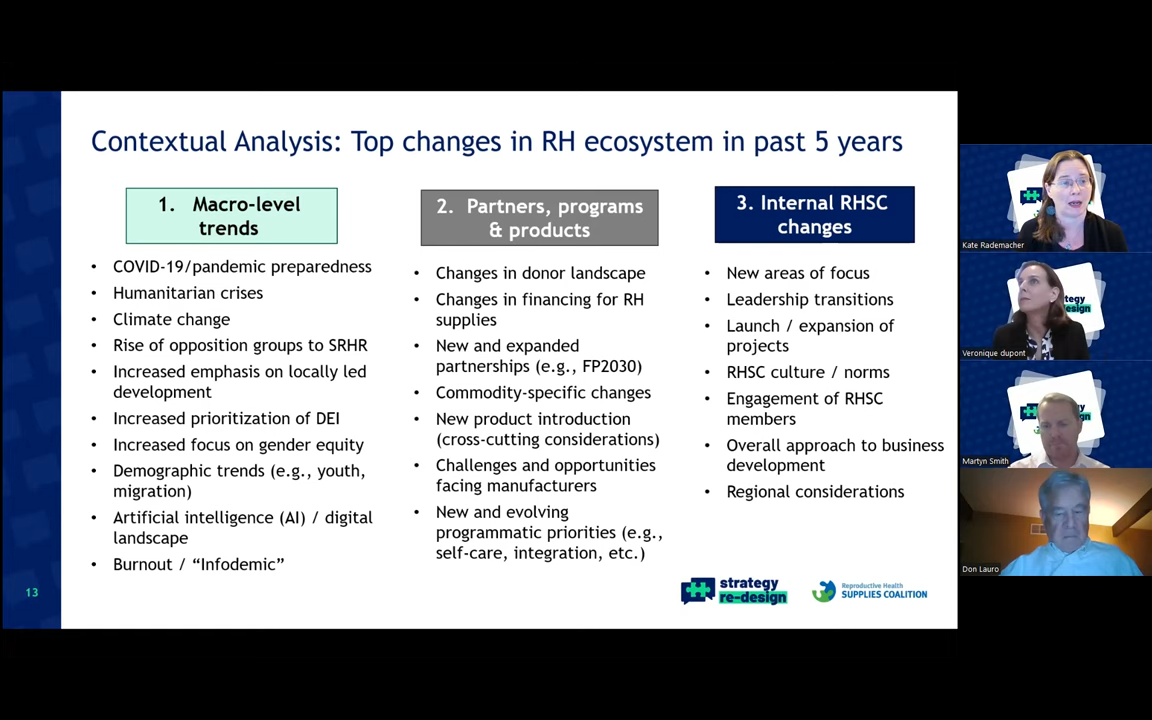 Contextual Analysis: Top changes in RH ecosystem in past 5 years
1. Macro-level
trends
• COVID-19/pandemic preparedness
• Humanitarian crises
• Climate change
• Rise of opposition groups to SRHR
• Increased emphasis on locally led
development
• Increased prioritization of DEI
• Increased focus on gender equity
• Demographic trends (e.g., youth,
migration)
• Artificial intelligence (AI) / digital
landscape
• Burnout / “Infodemic”
2. Partners, programs
& products
• Changes in donor landscape
• Changes in financing for RH
supplies
• New and expanded
partnerships (e.g., FP2030)
• Commodity-specific changes
• New product introduction
(cross-cutting considerations)
• Challenges and opportunities
facing manufacturers
• New and evolving
programmatic priorities (e.g.,
self-care, integration, etc.)
3. Internal RHSC
changes
• New areas of focus
• Leadership transitions
• Launch / expansion of
projects
• RHSC culture / norms
• Engagement of RHSC
members
• Overall approach to business
development
• Regional considerations
13
strategy
re-design
Reproductive Health
SUPPLIES COALITION
Kate Rademacher
tegy
design
Veronique dupont
gy
ign
Martyn Smith
Don Lauro